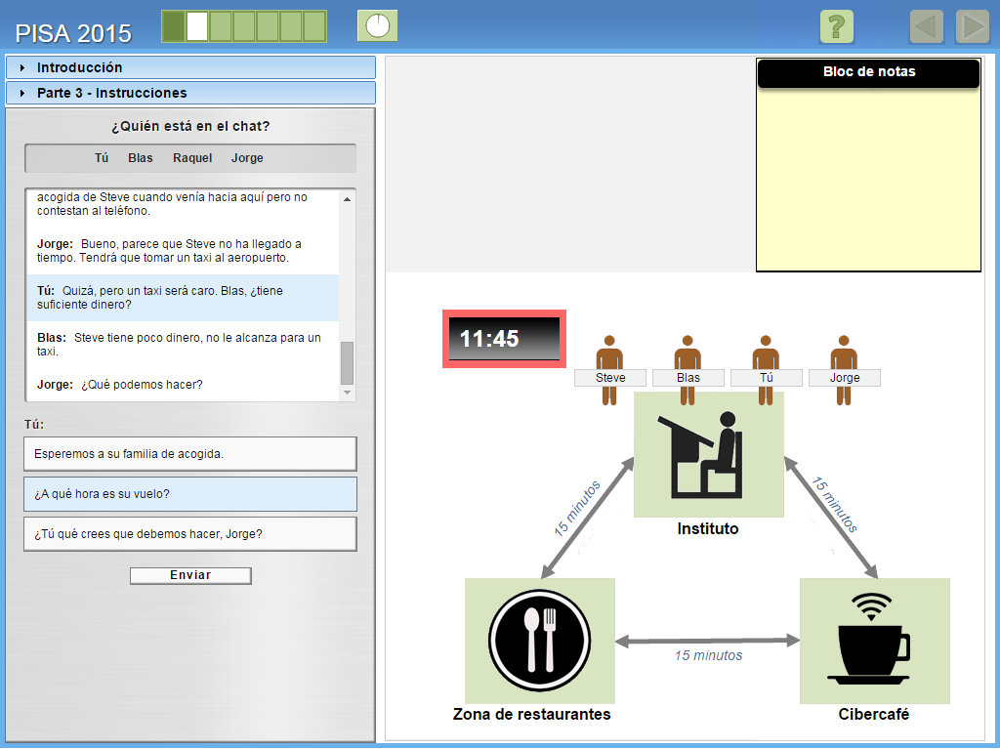 PISA 2015
?
Introducción
Parte 3 - Instrucciones
¿Quién está en el chat?
Tú Blas Raquel Jorge
acogida de Steve cuando venía hacia aquí pero no
contestan al teléfono.
Jorge: Bueno, parece que Steve no ha llegado a
tiempo. Tendrá que tomar un taxi al aeropuerto.
Tú: Quizá, pero un taxi será caro. Blas, ¿tiene
suficiente dinero?
Blas: Steve tiene poco dinero, no le alcanza para un
taxi.
Jorge: ¿Qué podemos hacer?
Tú:
Esperemos a su familia de acogida.
¿A qué hora es su vuelo?
¿Tú qué crees que debemos hacer, Jorge?
Enviar
Bloc de notas
11:45
Steve Blas Tú Jorge
Instituto
15 minutos
15 minutos
15 minutos
Zona de restaurantes
Cibercafé